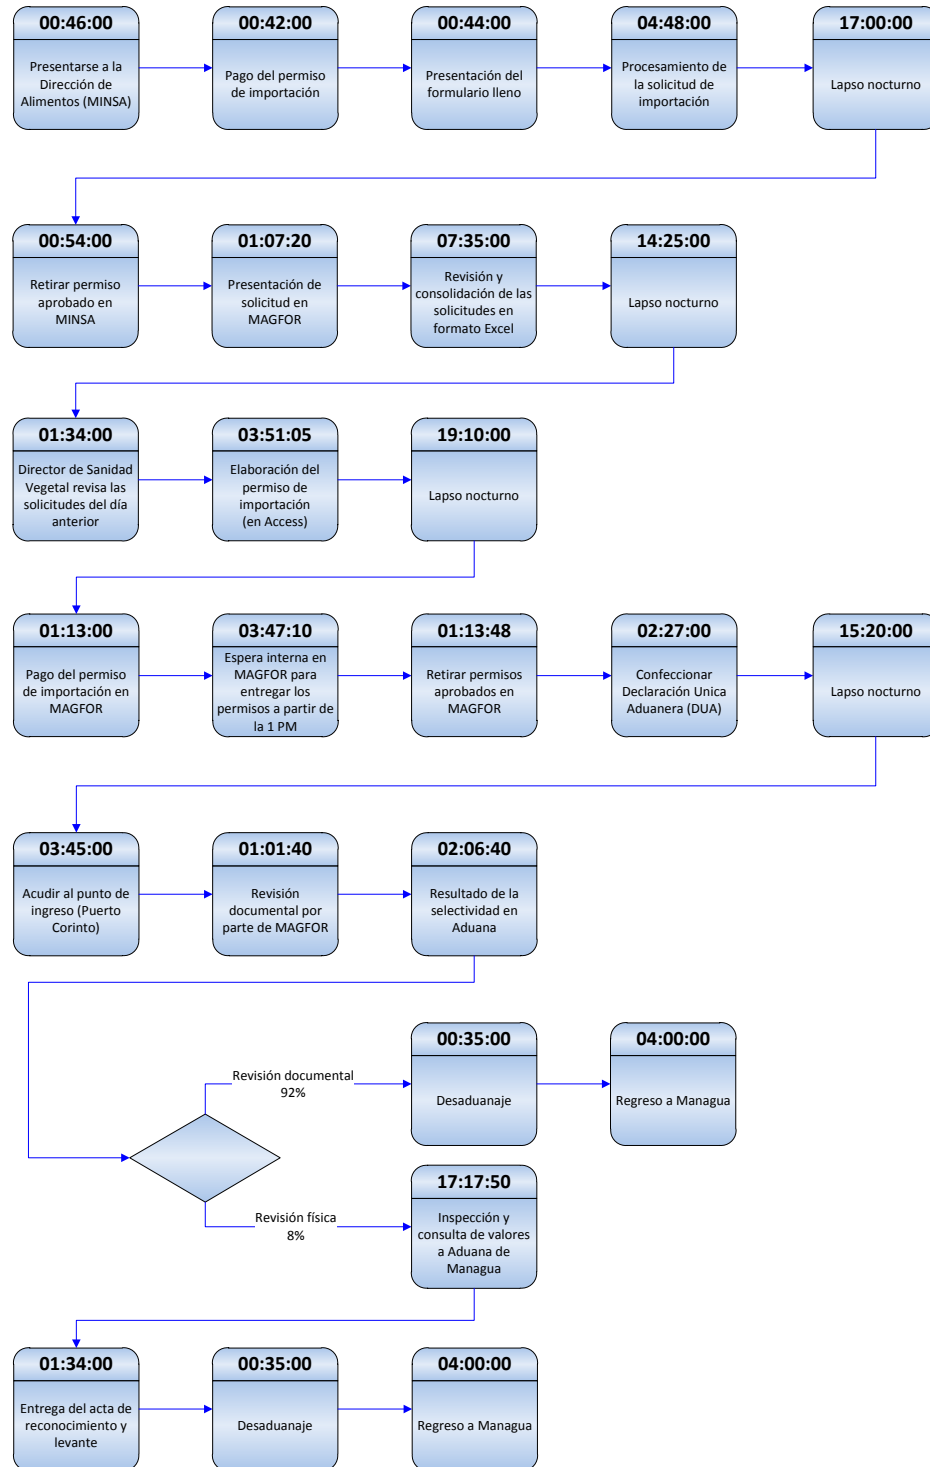 00:46:00
Presentarse a la
Dirección de
Alimentos (MINSA)
00:42:00
Pago del permiso
de importación
00:44:00
Presentación del
formulario lleno
04:48:00
Procesamiento de
la solicitud de
importación
17:00:00
Lapso nocturno
00:54:00
Retirar permiso
aprobado en
MINSA
01:07:20
Presentación de
solicitud en
MAGFOR
07:35:00
Revisión y
consolidación de las
solicitudes en
formato Excel
14:25:00
Lapso nocturno
01:34:00
Director de Sanidad
Vegetal revisa las
solicitudes del día
anterior
03:51:05
Elaboración del
permiso de
importación
(en Access)
19:10:00
Lapso nocturno
01:13:00
Pago del permiso
de importación en
MAGFOR
03:47:10
Espera interna en
MAGFOR para
entregar los
permisos a partir de
la 1 PM
01:13:48
Retirar permisos
aprobados en
MAGFOR
02:27:00
Confeccionar
Declaración Unica
Aduanera (DUA)
15:20:00
Lapso nocturno
03:45:00
Acudir al punto de
ingreso (Puerto
Corinto)
01:01:40
Revisión
documental por
parte de MAGFOR
02:06:40
Resultado de la
selectividad en
Aduana
Revisión documental
92%
00:35:00
Desaduanaje
04:00:00
Regreso a Managua
Revisión física
8%
17:17:50
Inspección y
consulta de valores
a Aduana de
Managua
01:34:00
Entrega del acta de
reconocimiento y
levante
00:35:00
Desaduanaje
04:00:00
Regreso a Managua